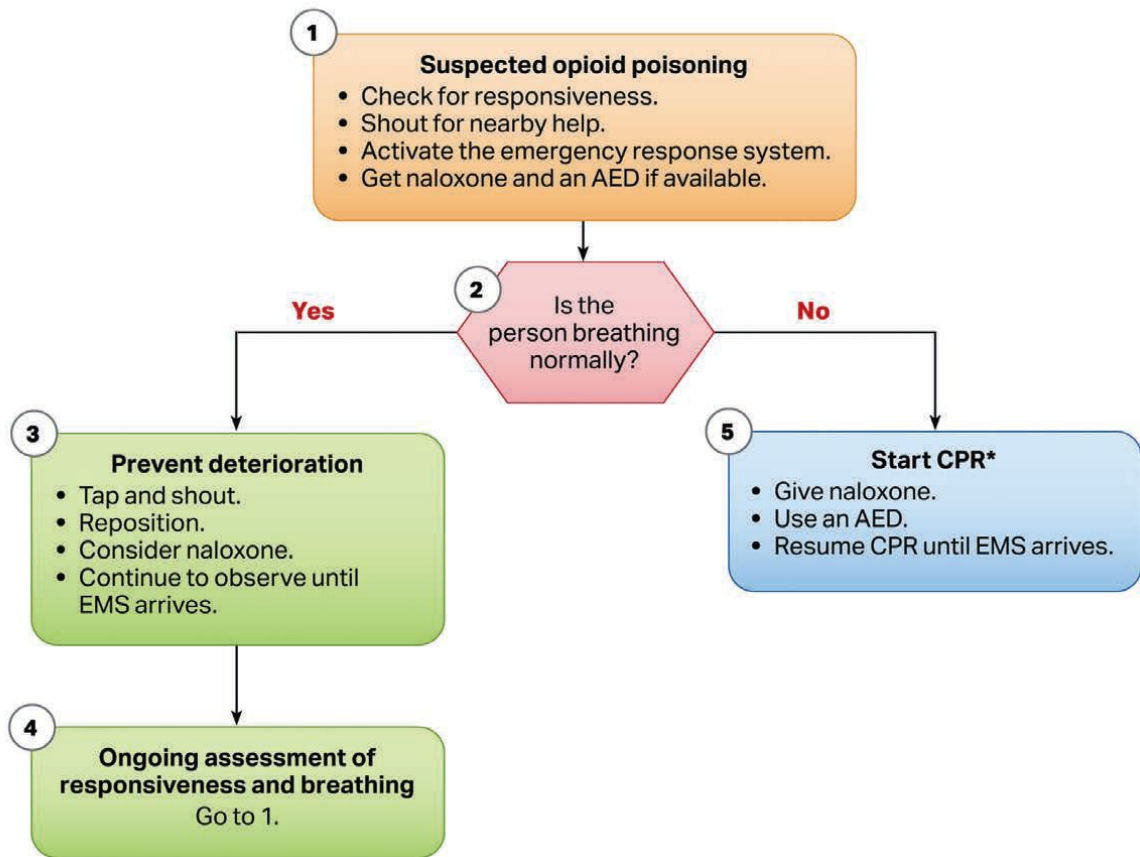 1
Suspected opioid poisoning
• Check for responsiveness.
• Shout for nearby help.
• Activate the emergency response system.
• Get naloxone and an AED if available.
2
Is the
person breathing
normally?
Yes
No
3
Prevent deterioration
• Tap and shout.
• Reposition.
• Consider naloxone.
• Continue to observe until
EMS arrives.
4
Ongoing assessment of
responsiveness and breathing
Go to 1.
5
Start CPR*
• Give naloxone.
• Use an AED.
• Resume CPR until EMS arrives.